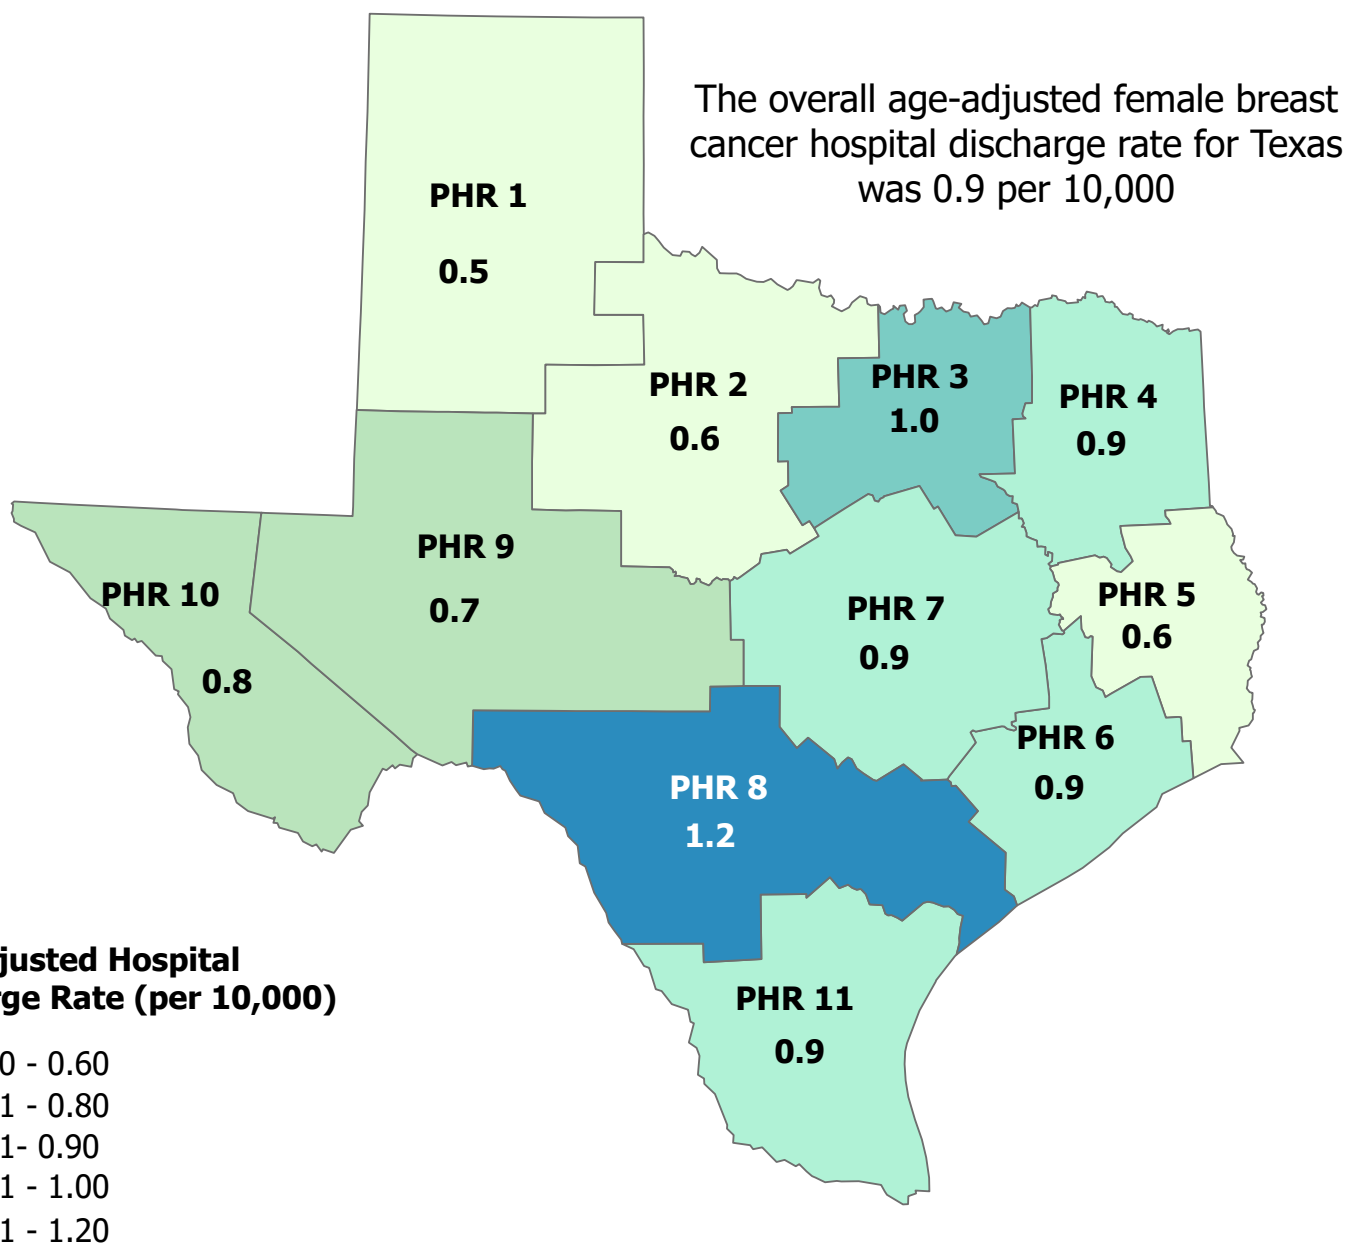 The overall age-adjusted female breast
cancer hospital discharge rate for Texas
was 0.9 per 10,000
PHR 1
0.5
PHR 2
0.6
PHR 3
1.0
PHR 4
0.9
PHR 9
0.7
PHR 10
0.8
PHR 7
0.9
PHR 5
0.6
PHR 6
0.9
PHR 8
1.2
PHR 11
0.9
justed Hospital
rge Rate (per 10,000)
0 - 0.60
1 - 0.80
1- 0.90
1 - 1.00
1 - 1.20